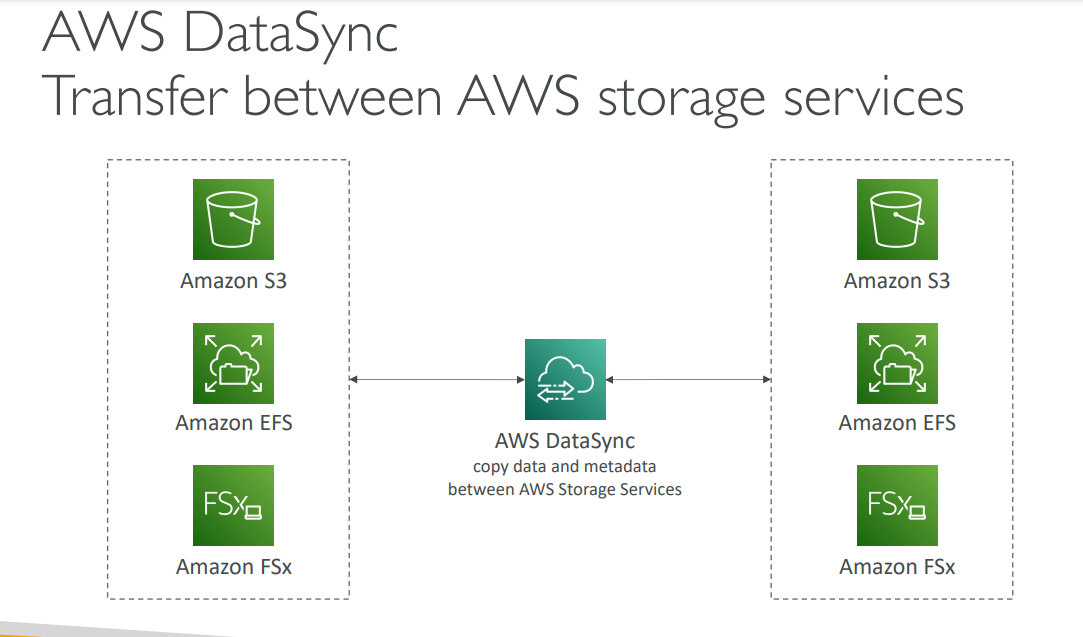 AWS DataSync
Transfer between AWS storage services
Amazon S3
Amazon EFS
FSx
Amazon FSx
AWS DataSync
copy data and metadata
between AWS Storage Services
Amazon S3
Amazon EFS
FSx
Amazon FSx